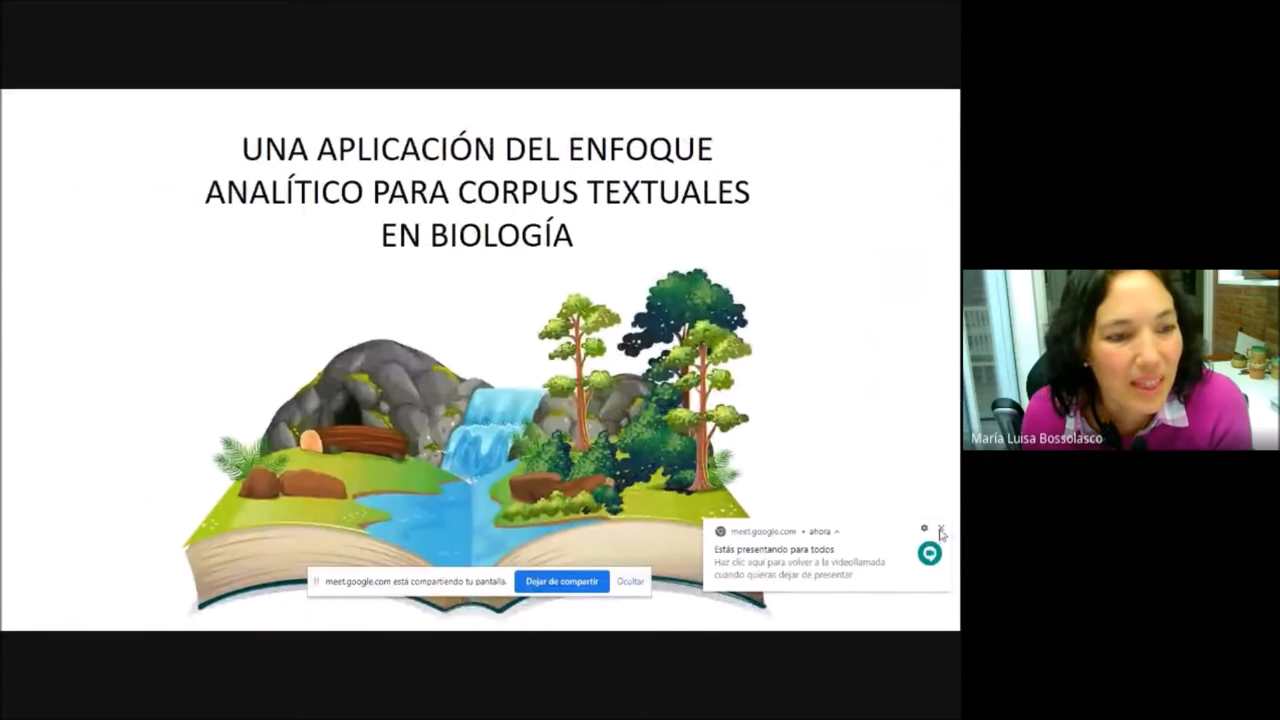 UNA APLICACIÓN DEL ENFOQUE
ANALÍTICO PARA CORPUS TEXTUALES
EN BIOLOGÍA
María Luisa Bossolasco
meet.google.com • ahora
Estás presentando para todos
Haz clic aquí para volver a la videollamada
cuando quieras dejar de presentar
meet.google.com está compartiendo tu pantalla.
Dejar de compartir
Ocultar